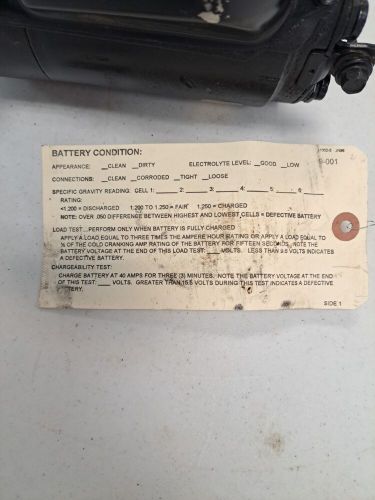 BATTERY CONDITION:
APPEARANCE: __CLEAN __DIRTY ELECTROLYTE LEVEL: __GOOD __LOW
9-001
CONNECTIONS: __CLEAN __CORRODED __TIGHT __LOOSE
SPECIFIC GRAVITY READING: CELL 1:____ 2:____ 3:____ 4:____ 5:____ 6:____
RATING:
<1.200 = DISCHARGED 1.200 TO 1.250 = FAIR 1.250 = CHARGED
NOTE: OVER .050 DIFFERENCE BETWEEN HIGHEST AND LOWEST CELLS = DEFECTIVE BATTERY
LOAD TEST: PERFORM ONLY WHEN BATTERY IS FULLY CHARGED
APPLY A LOAD EQUAL TO THREE TIMES THE AMPERE HOUR RATING OR APPLY A LOAD EQUAL TO
½ OF THE COLD CRANKING AMP RATING OF THE BATTERY FOR FIFTEEN SECONDS. NOTE THE
BATTERY VOLTAGE AT THE END OF THIS LOAD TEST: ____ VOLTS. LESS THAN 9.5 VOLTS INDICATES
A DEFECTIVE BATTERY.
CHARGEABILITY TEST:
CHARGE BATTERY AT 40 AMPS FOR THREE (3) MINUTES. NOTE THE BATTERY VOLTAGE AT THE END
OF THIS TEST: ____ VOLTS. GREATER THAN 15.5 VOLTS DURING THIS TEST INDICATES A DEFECTIVE
BATTERY.
SIDE 1